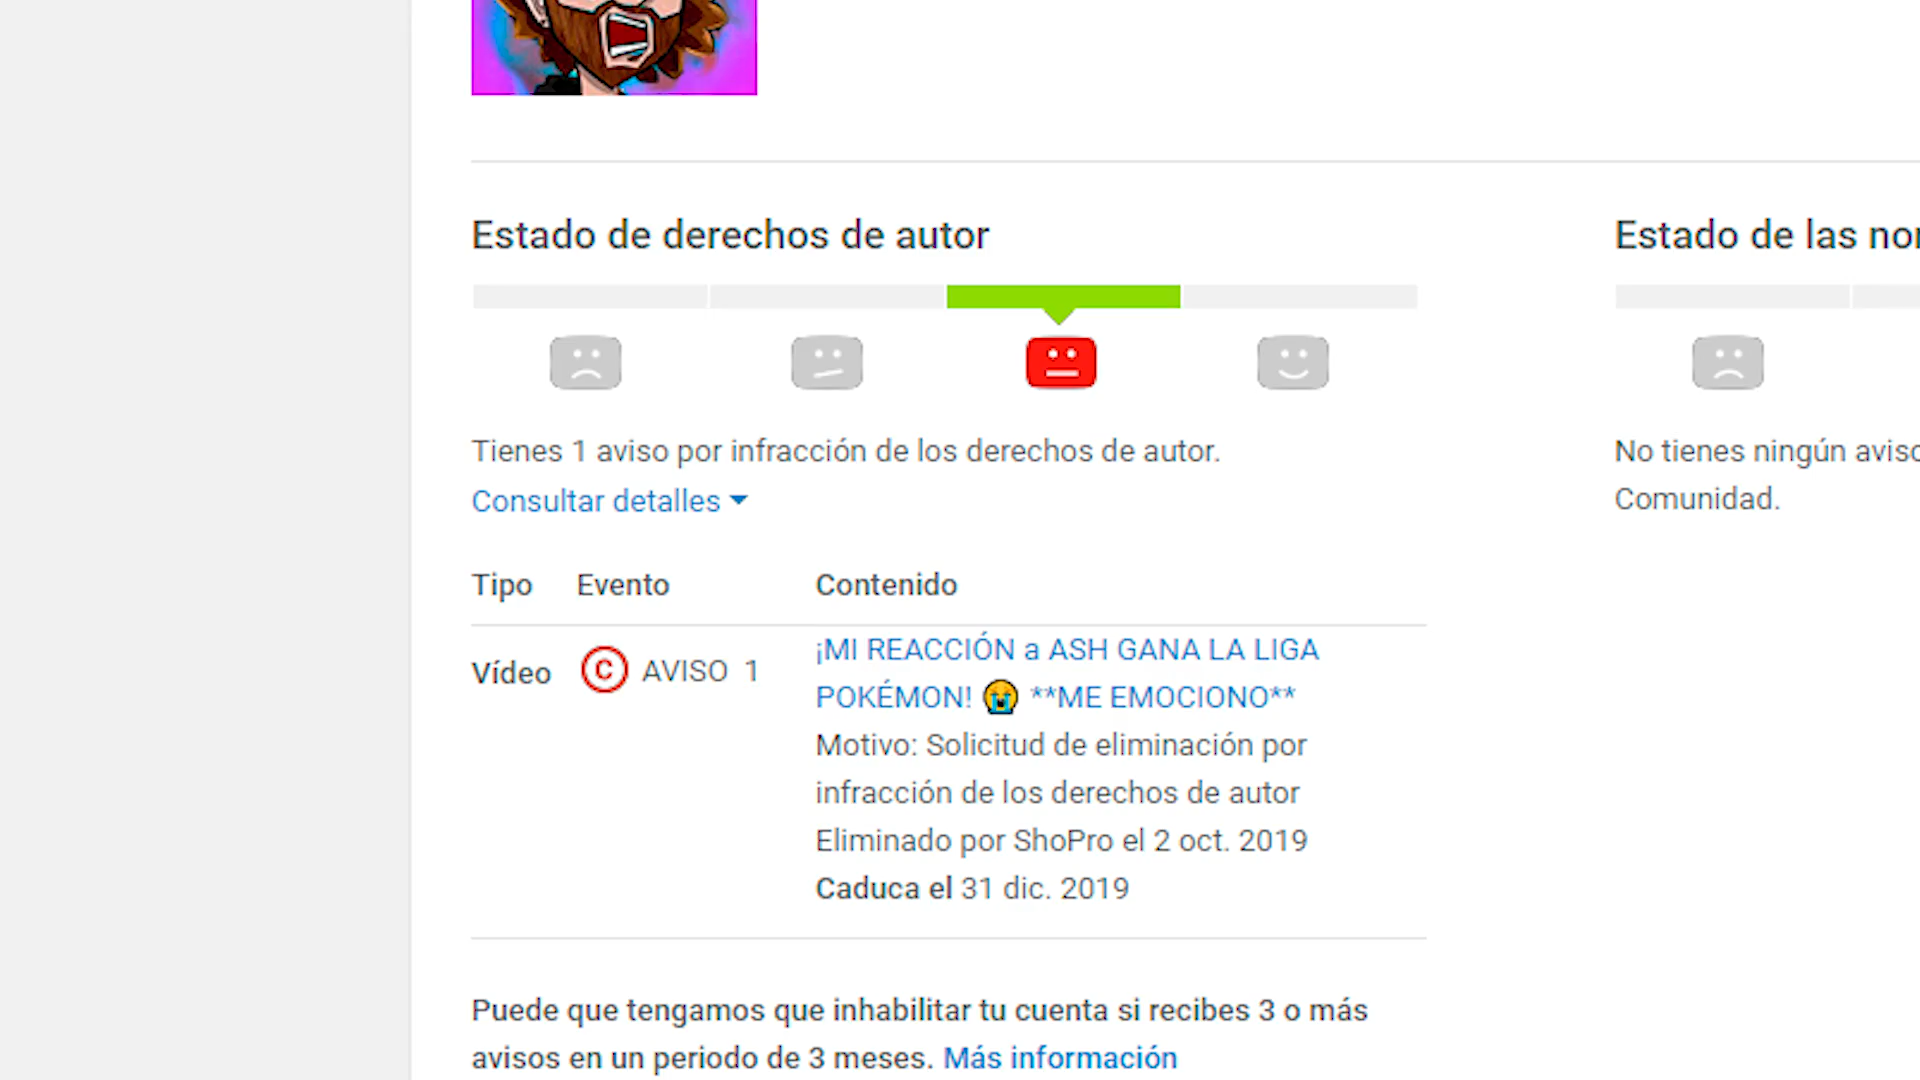 Estado de derechos de autor
Tienes 1 aviso por infracción de los derechos de autor.
Consultar detalles
Tipo Evento Contenido
Vídeo © AVISO 1 ¡MI REACCIÓN a ASH GANA LA LIGA
POKÉMON! 😭 **ME EMOCIONO**
Motivo: Solicitud de eliminación por
infracción de los derechos de autor
Eliminado por ShoPro el 2 oct. 2019
Caduca el 31 dic. 2019
Puede que tengamos que inhabilitar tu cuenta si recibes 3 o más
avisos en un periodo de 3 meses. Más información
Estado de las
No tienes ningún
Comunidad.